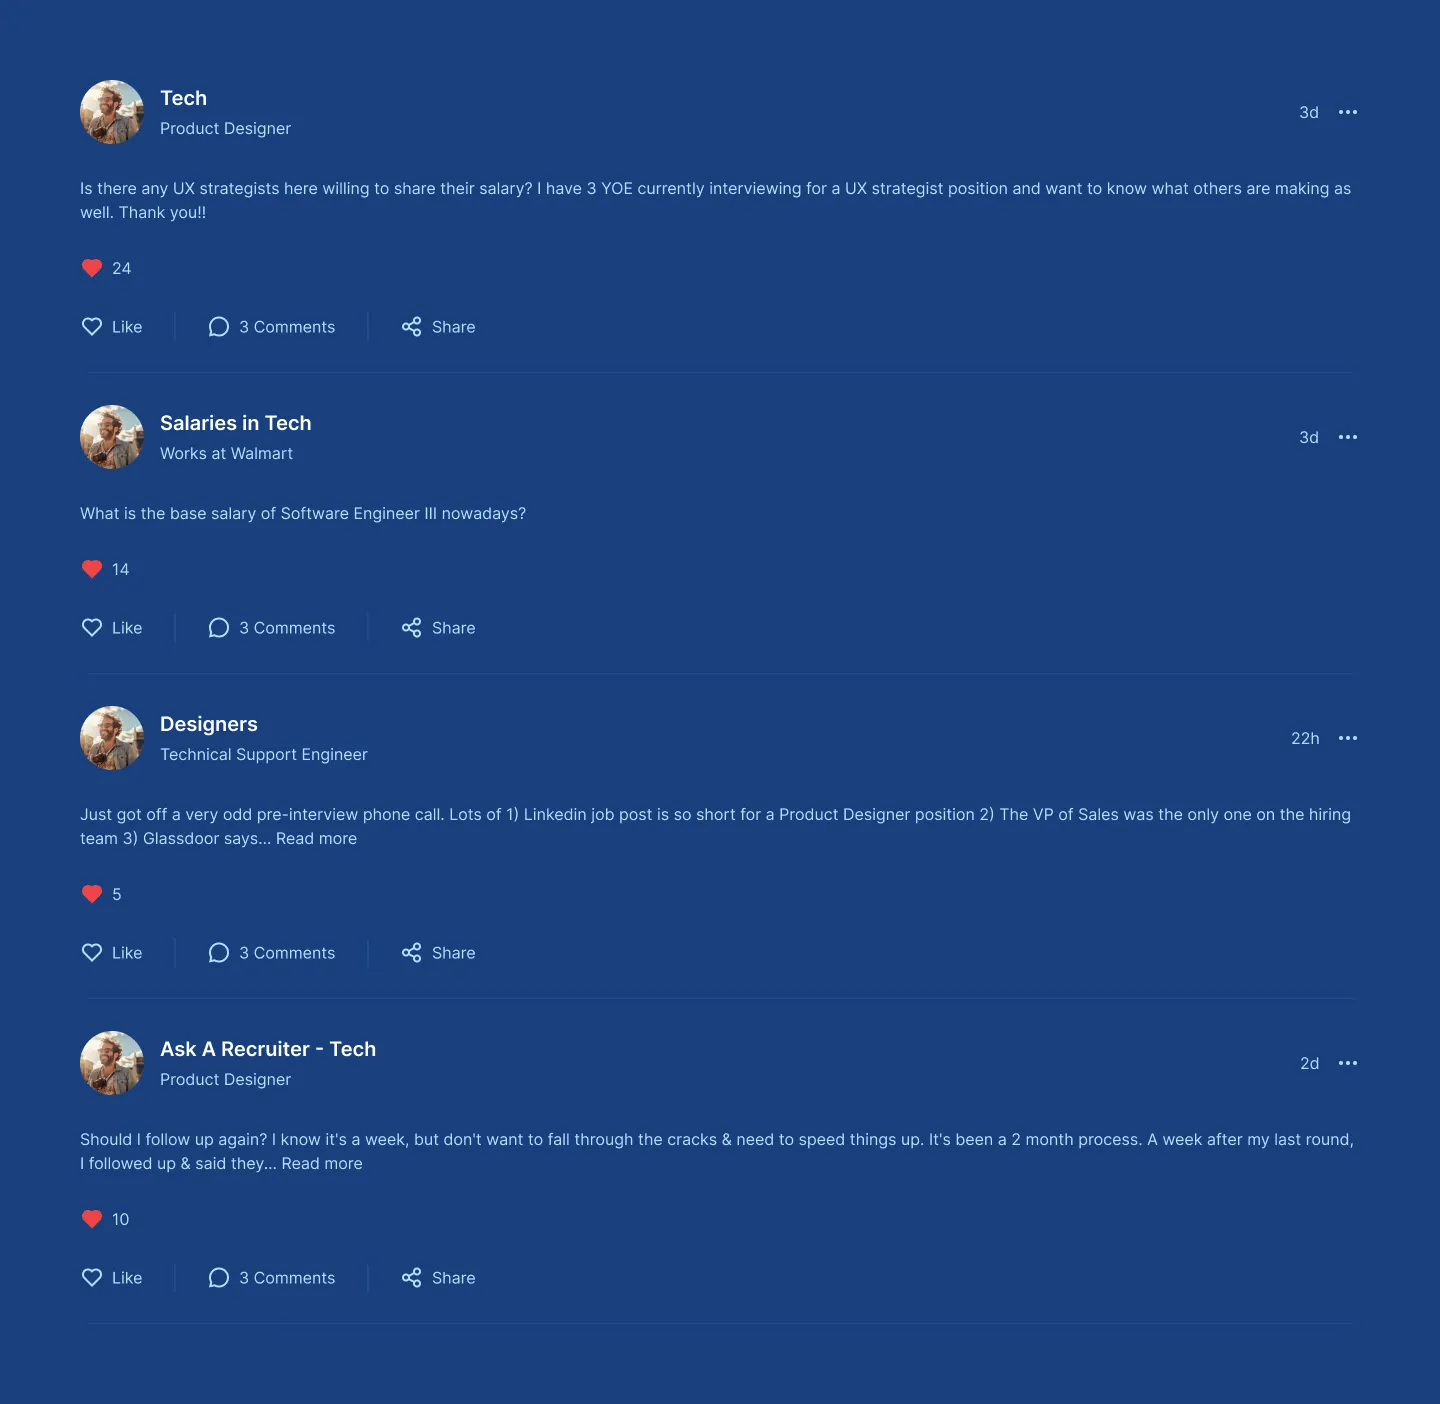 Tech
Product Designer
3d
Is there any UX strategists here willing to share their salary? I have 3 YOE currently interviewing for a UX strategist position and want to know what others are making as
well. Thank you!!
24
Like
3 Comments
Share
Salaries in Tech
Works at Walmart
3d
What is the base salary of Software Engineer III nowadays?
14
Like
3 Comments
Share
Designers
Technical Support Engineer
22h
Just got off a very odd pre-interview phone call. Lots of 1) Linkedin job post is so short for a Product Designer position 2) The VP of Sales was the only one on the hiring
team 3) Glassdoor says... Read more
5
Like
3 Comments
Share
Ask A Recruiter - Tech
Product Designer
2d
Should I follow up again? I know it's a week, but don't want to fall through the cracks & need to speed things up. It's been a 2 month process. A week after my last round,
I followed up & said they... Read more
10
Like
3 Comments
Share